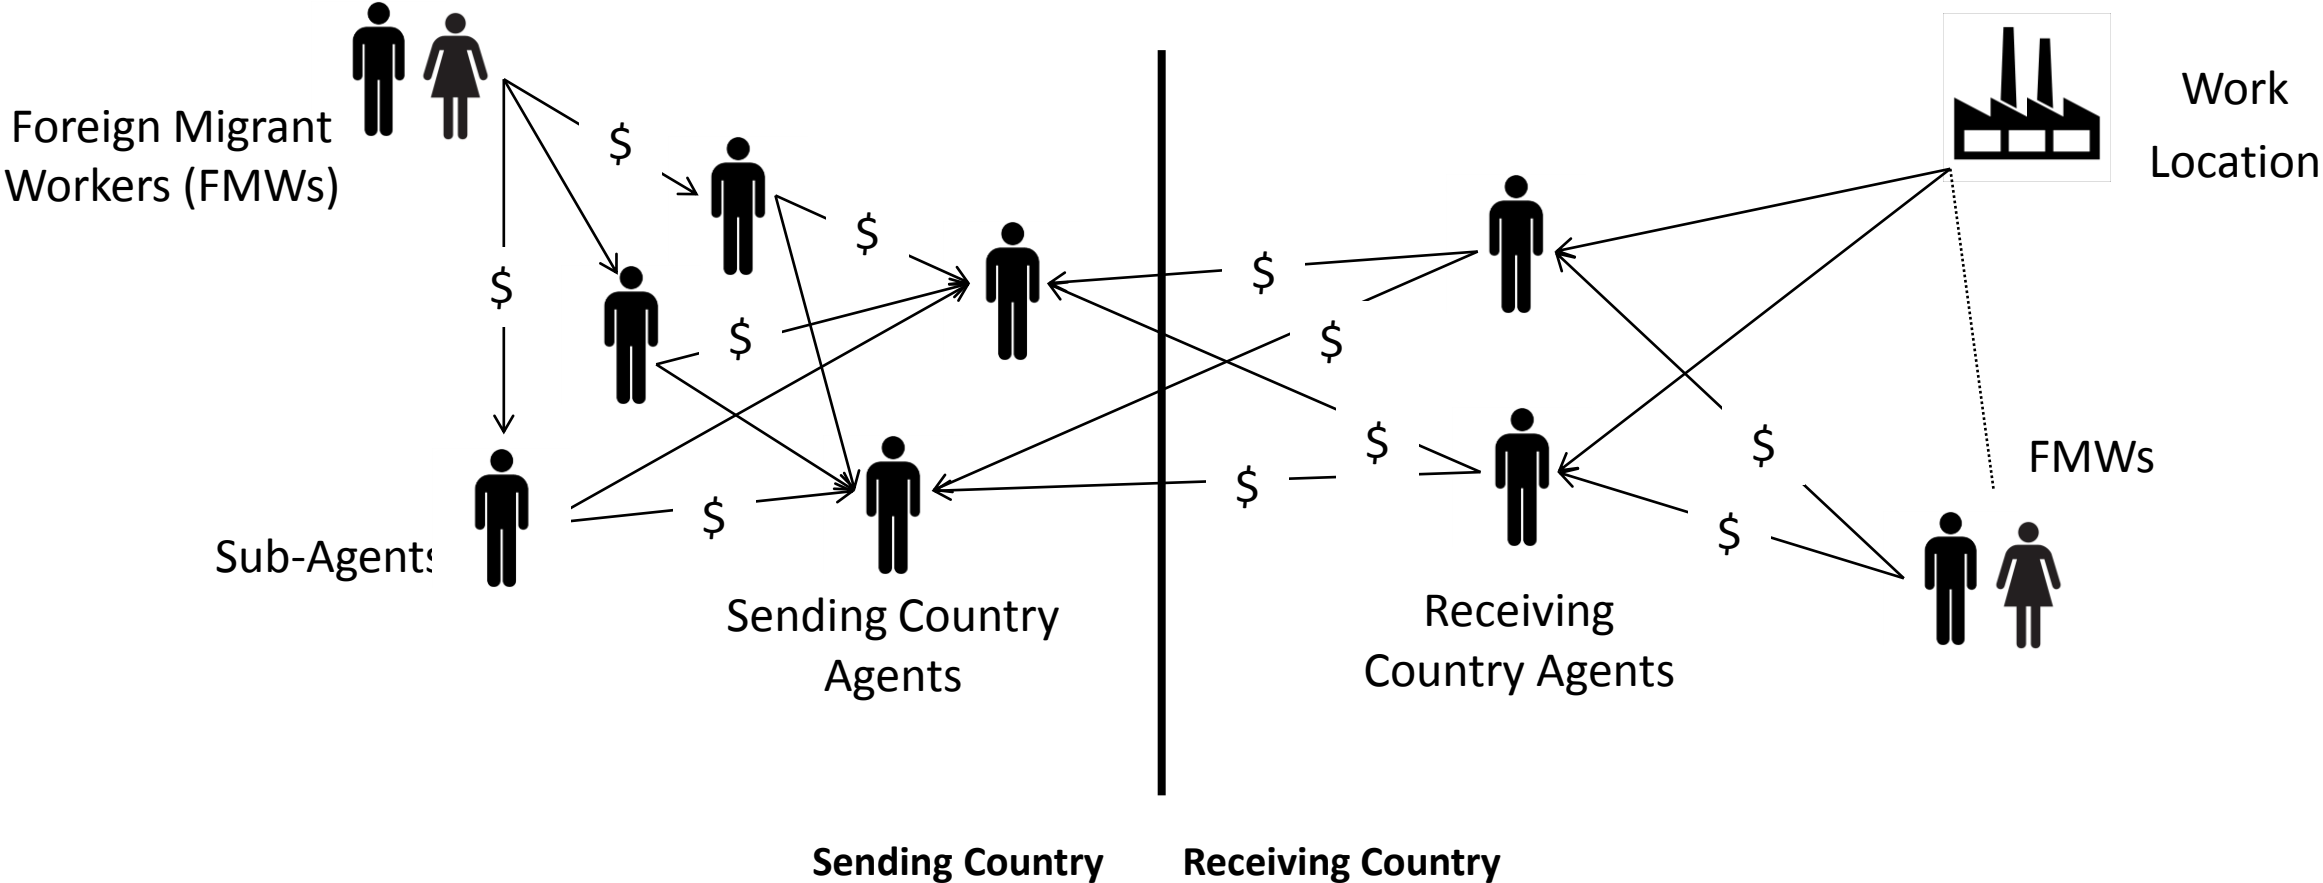 Foreign Migrant
Workers (FMWs)
Work
Location
$
$
$
$
$
$
$
$
$
$
$
$
FMWs
Sub-Agents
Sending Country
Agents
Receiving
Country Agents
Sending Country
Receiving Country